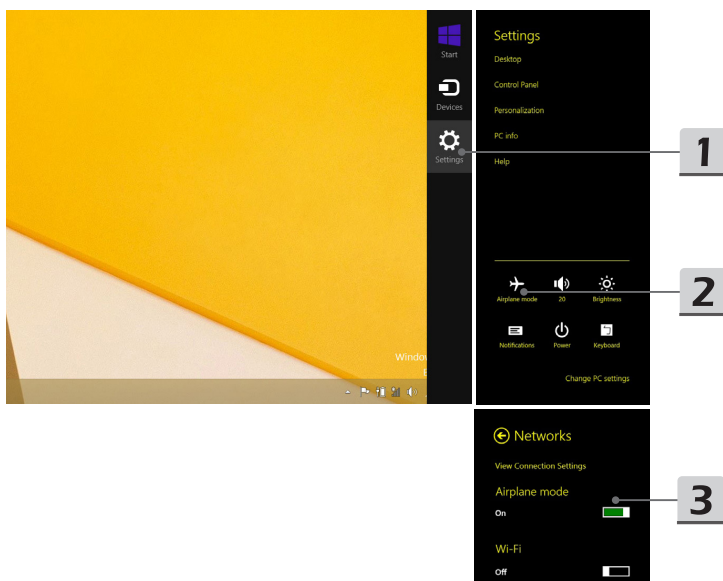 Start
Devices
Settings
Settings
Desktop
Control Panel
Personalization
PC info
Help
1
Airplane mode
20
Brightness
2
Notifications
Power
Keyboard
Change PC settings
Window
Networks
View Connection Settings
Airplane mode
On
3
Wi-Fi
Off